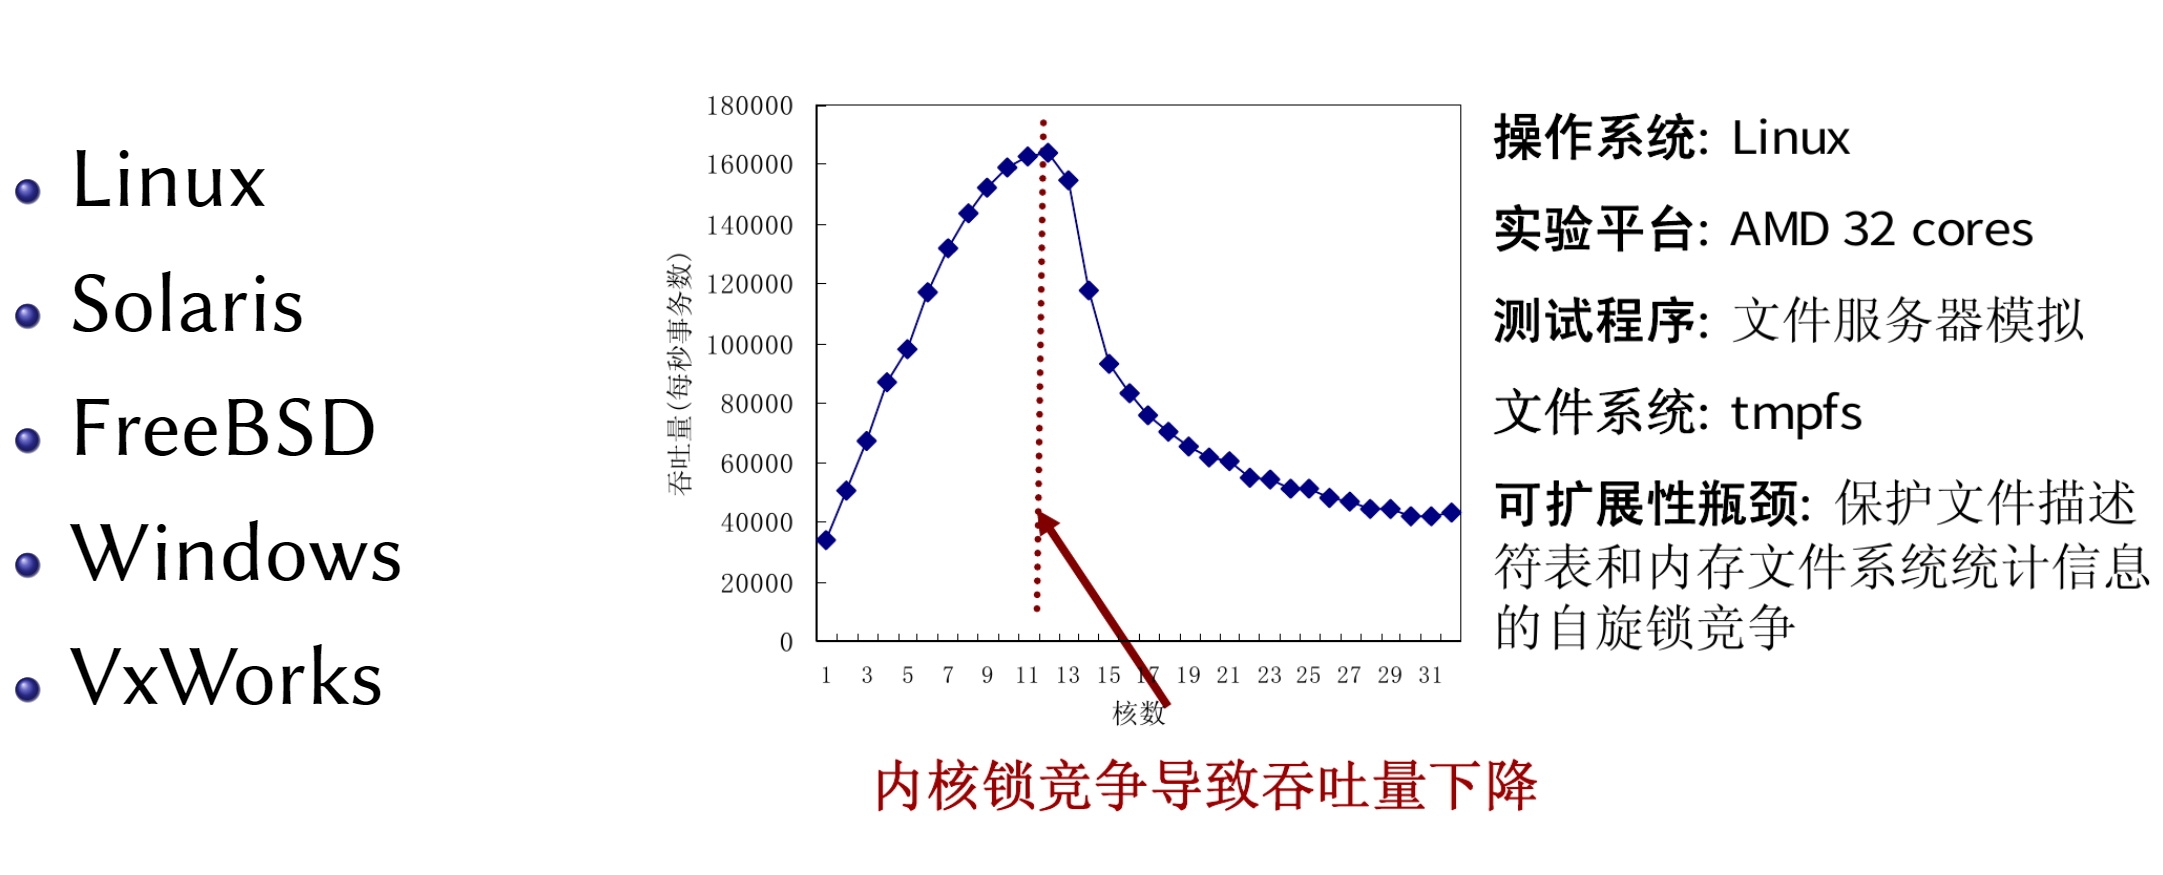 Linux
Solaris
FreeBSD
Windows
VxWorks
180000
160000
140000
120000
100000
80000
60000
40000
20000
0
吞吐量(每秒事务数)
1 3 5 7 9 11 13 15 17 19 21 23 25 27 29 31
核数
内核锁竞争导致吞吐量下降
操作系统: Linux
实验平台: AMD 32 cores
测试程序: 文件服务器模拟
文件系统: tmpfs
可扩展性瓶颈: 保护文件描述
符表和内存文件系统统计信息
的自旋锁竞争